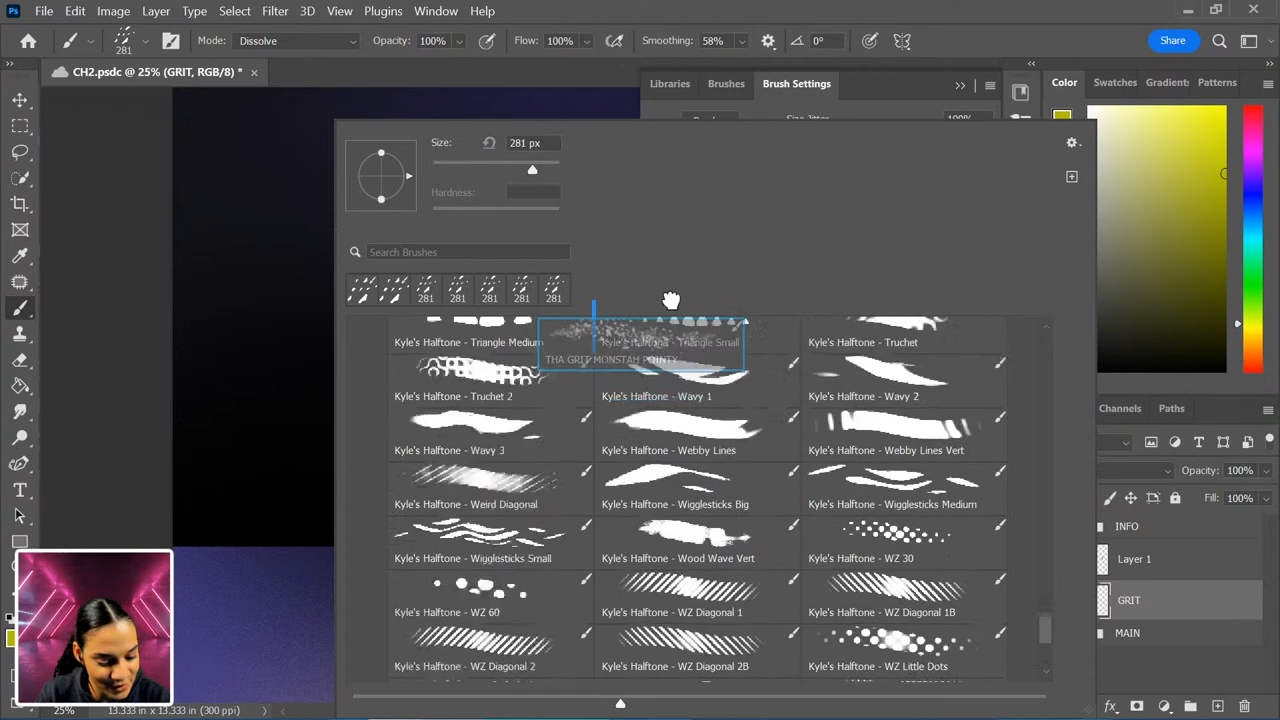 Ps File Edit Image Layer Type Select Filter 3D View Plugins Window Help
281 Mode: Dissolve Opacity: 100% Flow: 100% Smoothing: 58% 0° Share
CH2.psdc @ 25% (GRIT, RGB/8) *
Libraries Brushes Brush Settings
Color Swatches Gradient Patterns
Size: 281 px
Hardness:
Search Brushes
281 281 281 281 281
Kyle's Halftone - Triangle Medium Kyle's Halftone - Triangle Small Kyle's Halftone - Truchet
THA GRIT MONSTAH POINTY
Kyle's Halftone - Truchet 2 Kyle's Halftone - Wavy 1 Kyle's Halftone - Wavy 2
Kyle's Halftone - Wavy 3 Kyle's Halftone - Webby Lines Kyle's Halftone - Webby Lines Vert
Kyle's Halftone - Weird Diagonal Kyle's Halftone - Wigglesticks Big Kyle's Halftone - Wigglesticks Medium
Kyle's Halftone - Wigglesticks Small Kyle's Halftone - Wood Wave Vert Kyle's Halftone - WZ 30
Kyle's Halftone - WZ 60 Kyle's Halftone - WZ Diagonal 1 Kyle's Halftone - WZ Diagonal 1B
Kyle's Halftone - WZ Diagonal 2 Kyle's Halftone - WZ Diagonal 2B Kyle's Halftone - WZ Little Dots
Channels Paths
Opacity: 100%
Fill: 100%
INFO
Layer 1
GRIT
MAIN
25% 13.333 in x 13.333 in (300 ppi)
fx